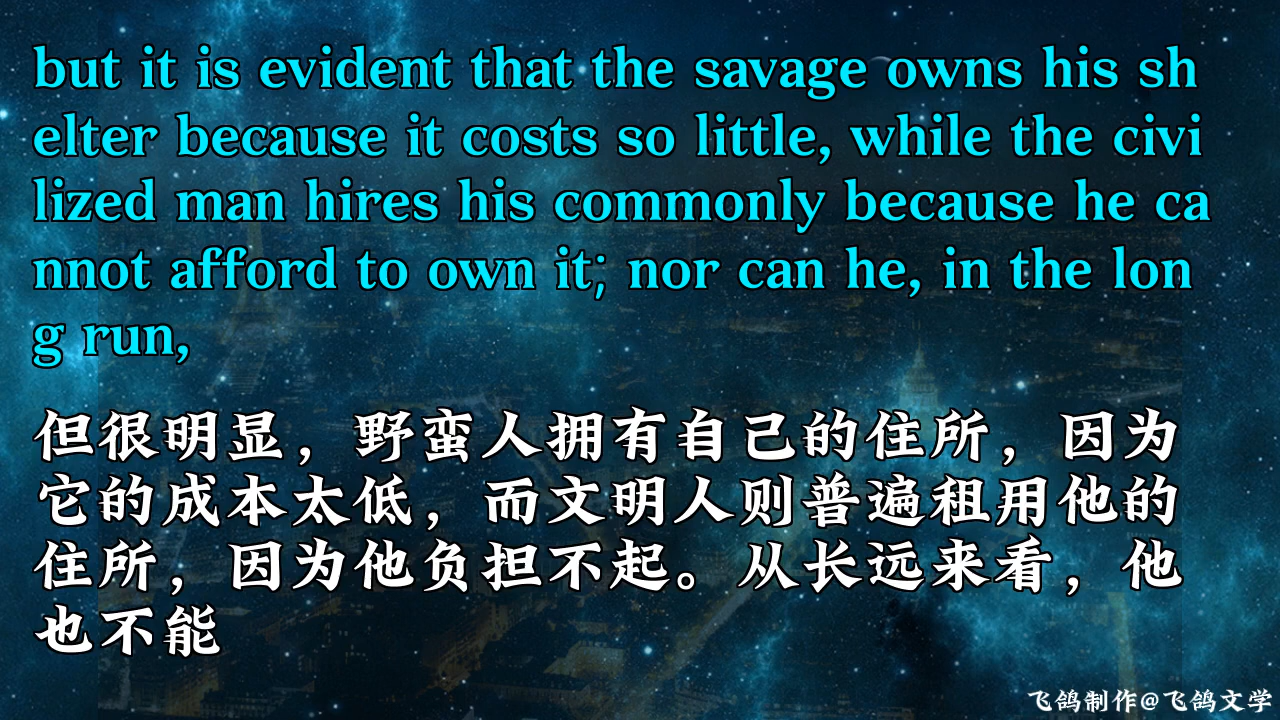 but it is evident that the savage owns his sh
elter because it costs so little, while the civi
lized man hires his commonly because he ca
nnot afford to own it; nor can he, in the lon
g run,
但很明显，野蛮人拥有自己的住所，因为
它的成本太低，而文明人则普遍租用他的
住所，因为他负担不起。从长远来看，他
也不能
飞鸽制作@飞鸽文学